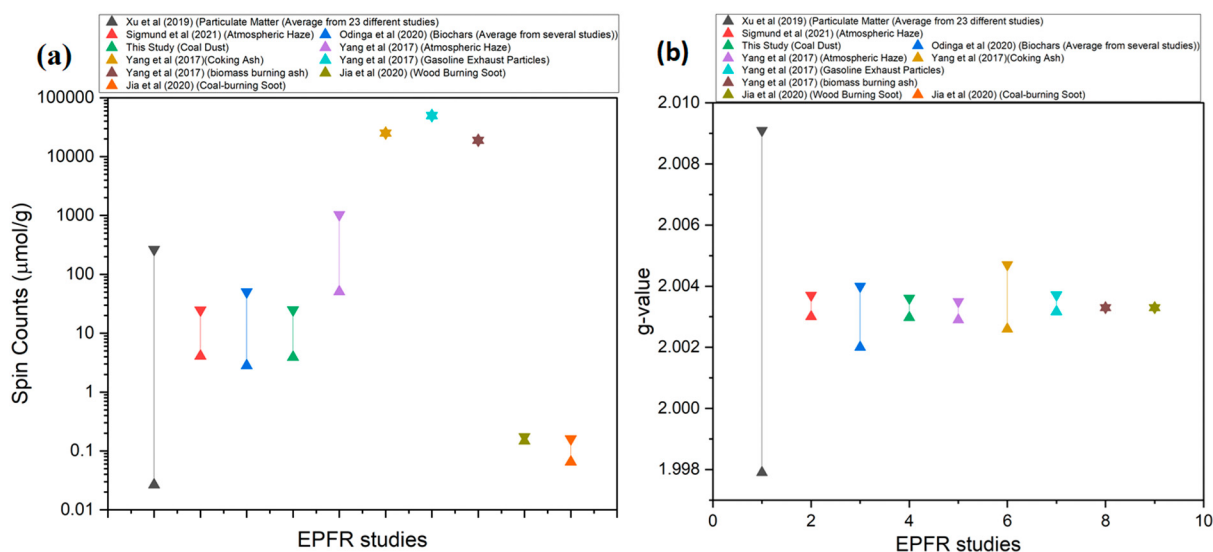 (a)
Xu et al (2019) (Particulate Matter (Average from 23 different studies)
Sigmund et al (2021) (Atmospheric Haze) Odinga et al (2020) (Biochars (Average from several studies))
This Study (Coal Dust) Yang et al (2017) (Atmospheric Haze)
Yang et al (2017)(Coking Ash) Yang et al (2017) (Gasoline Exhaust Particles)
Yang et al (2017) (biomass burning ash) Jia et al (2020) (Wood Burning Soot)
Jia et al (2020) (Coal-burning Soot)
100000
10000
1000
100
10
1
0.1
0.01
Spin Counts (μmol/g)
EPFR studies
(b)
Xu et al (2019) (Particulate Matter (Average from 23 different studies)
Sigmund et al (2021) (Atmospheric Haze)
This Study (Coal Dust) Odinga et al (2020) (Biochars (Average from several studies))
Yang et al (2017) (Atmospheric Haze) Yang et al (2017)(Coking Ash)
Yang et al (2017) (Gasoline Exhaust Particles)
Yang et al (2017) (biomass burning ash)
Jia et al (2020) (Wood Burning Soot) Jia et al (2020) (Coal-burning Soot)
2.010
2.008
2.006
2.004
2.002
2.000
1.998
g-value
0 2 4 6 8 10
EPFR studies